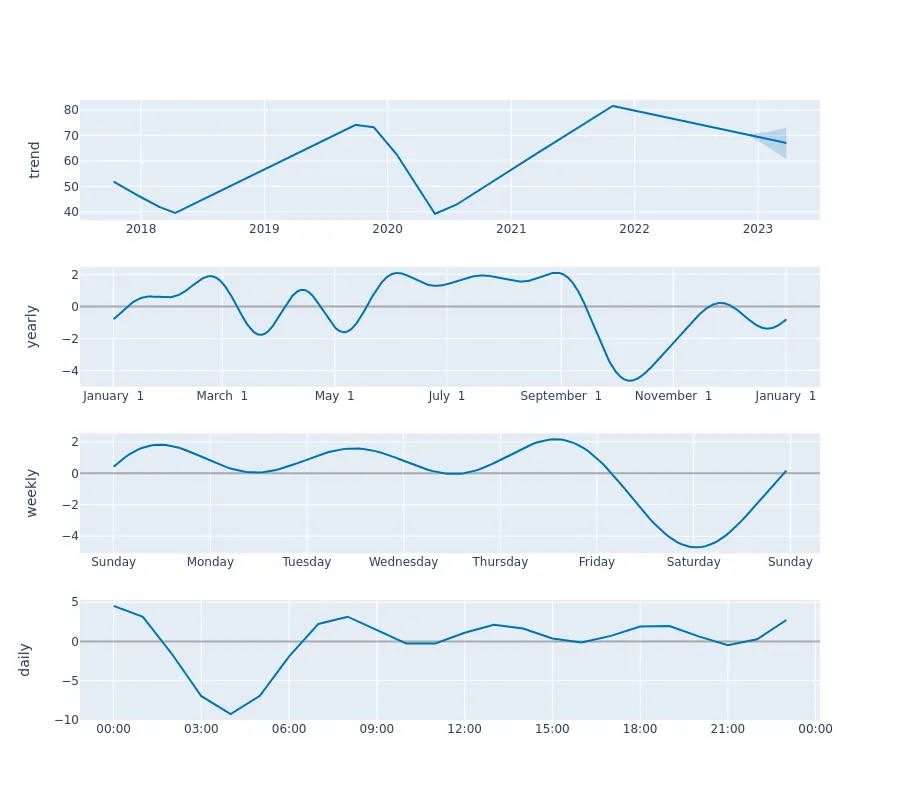 trend
80
70
60
50
40
2018 2019 2020 2021 2022 2023
yearly
2
0
−2
−4
January 1 March 1 May 1 July 1 September 1 November 1 January 1
weekly
2
0
−2
−4
Sunday Monday Tuesday Wednesday Thursday Friday Saturday Sunday
daily
5
0
−5
−10
00:00 03:00 06:00 09:00 12:00 15:00 18:00 21:00 00:00